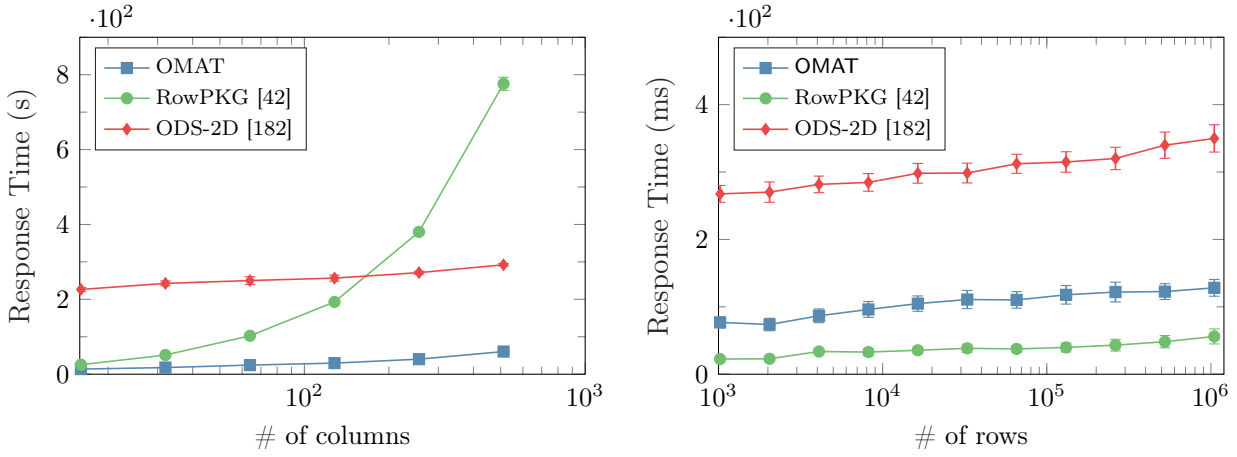 ·10²
Response Time (s)
8
6
4
2
0
OMAT
RowPKG [42]
ODS-2D [182]
10² 10³
# of columns
·10²
Response Time (ms)
4
2
0
OMAT
RowPKG [42]
ODS-2D [182]
10³ 10⁴ 10⁵ 10⁶
# of rows